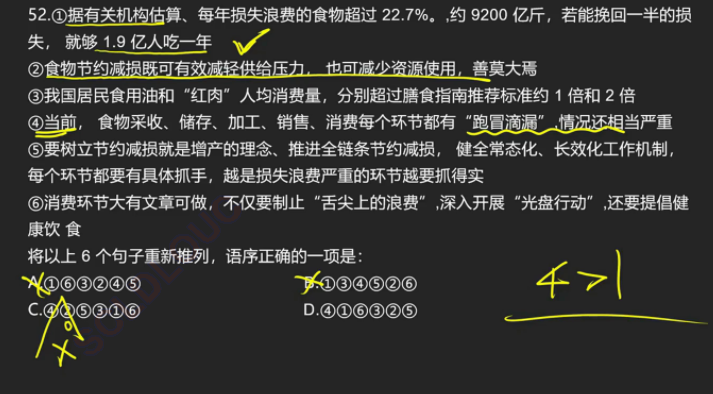 52.①据有关机构估算、每年损失浪费的食物超过 22.7%。,约 9200 亿斤，若能挽回一半的损
失， 就够 1.9 亿人吃一年
②食物节约减损既可有效减轻供给压力， 也可减少资源使用，善莫大焉
③我国居民食用油和“红肉”人均消费量，分别超过膳食指南推荐标准约 1 倍和 2 倍
④当前， 食物采收、储存、加工、销售、消费每个环节都有“跑冒滴漏”,情况还相当严重
⑤要树立节约减损就是增产的理念、推进全链条节约减损， 健全常态化、长效化工作机制，
每个环节都要有具体抓手，越是损失浪费严重的环节越要抓得实
⑥消费环节大有文章可做，不仅要制止“舌尖上的浪费”,深入开展“光盘行动”,还要提倡健
康饮 食
将以上 6 个句子重新推列，语序正确的一项是：
A.①⑥③②④⑤ B.①③④⑤②⑥
4>1
C.④②⑤③①⑥ D.④①⑥③②⑤